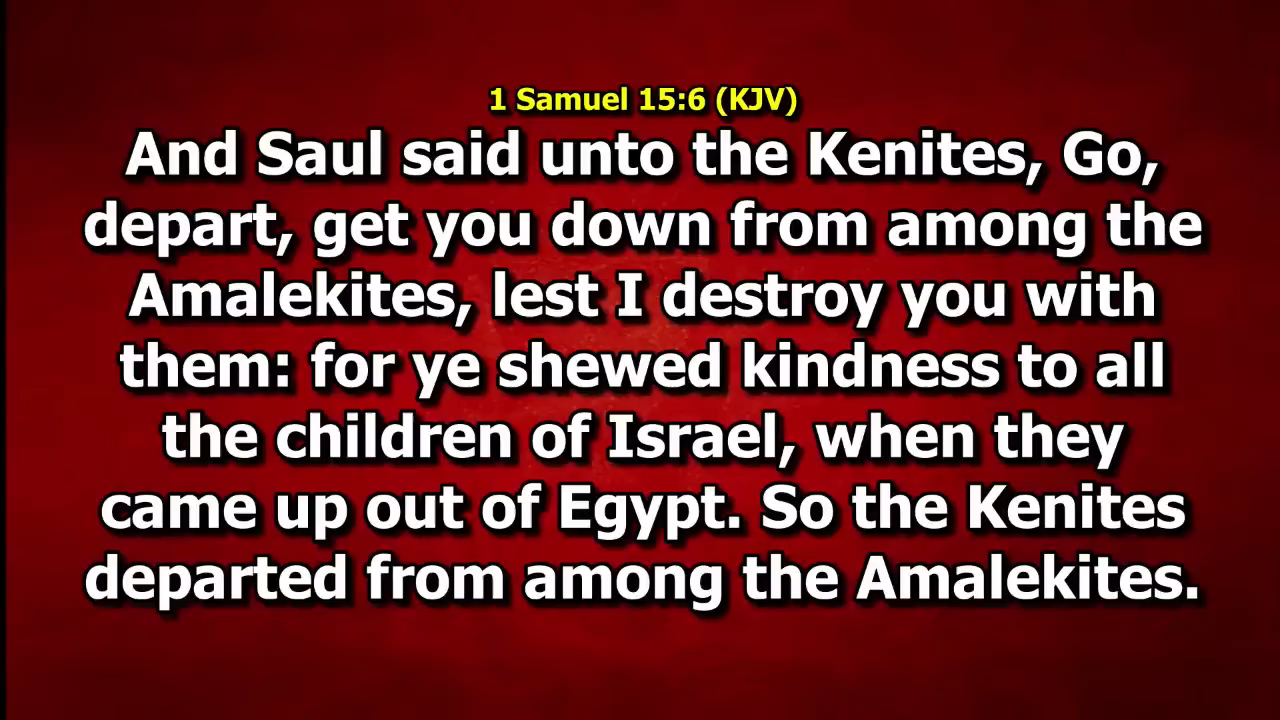 1 Samuel 15:6 (KJV)
And Saul said unto the Kenites, Go,
depart, get you down from among the
Amalekites, lest I destroy you with
them: for ye shewed kindness to all
the children of Israel, when they
came up out of Egypt. So the Kenites
departed from among the Amalekites.